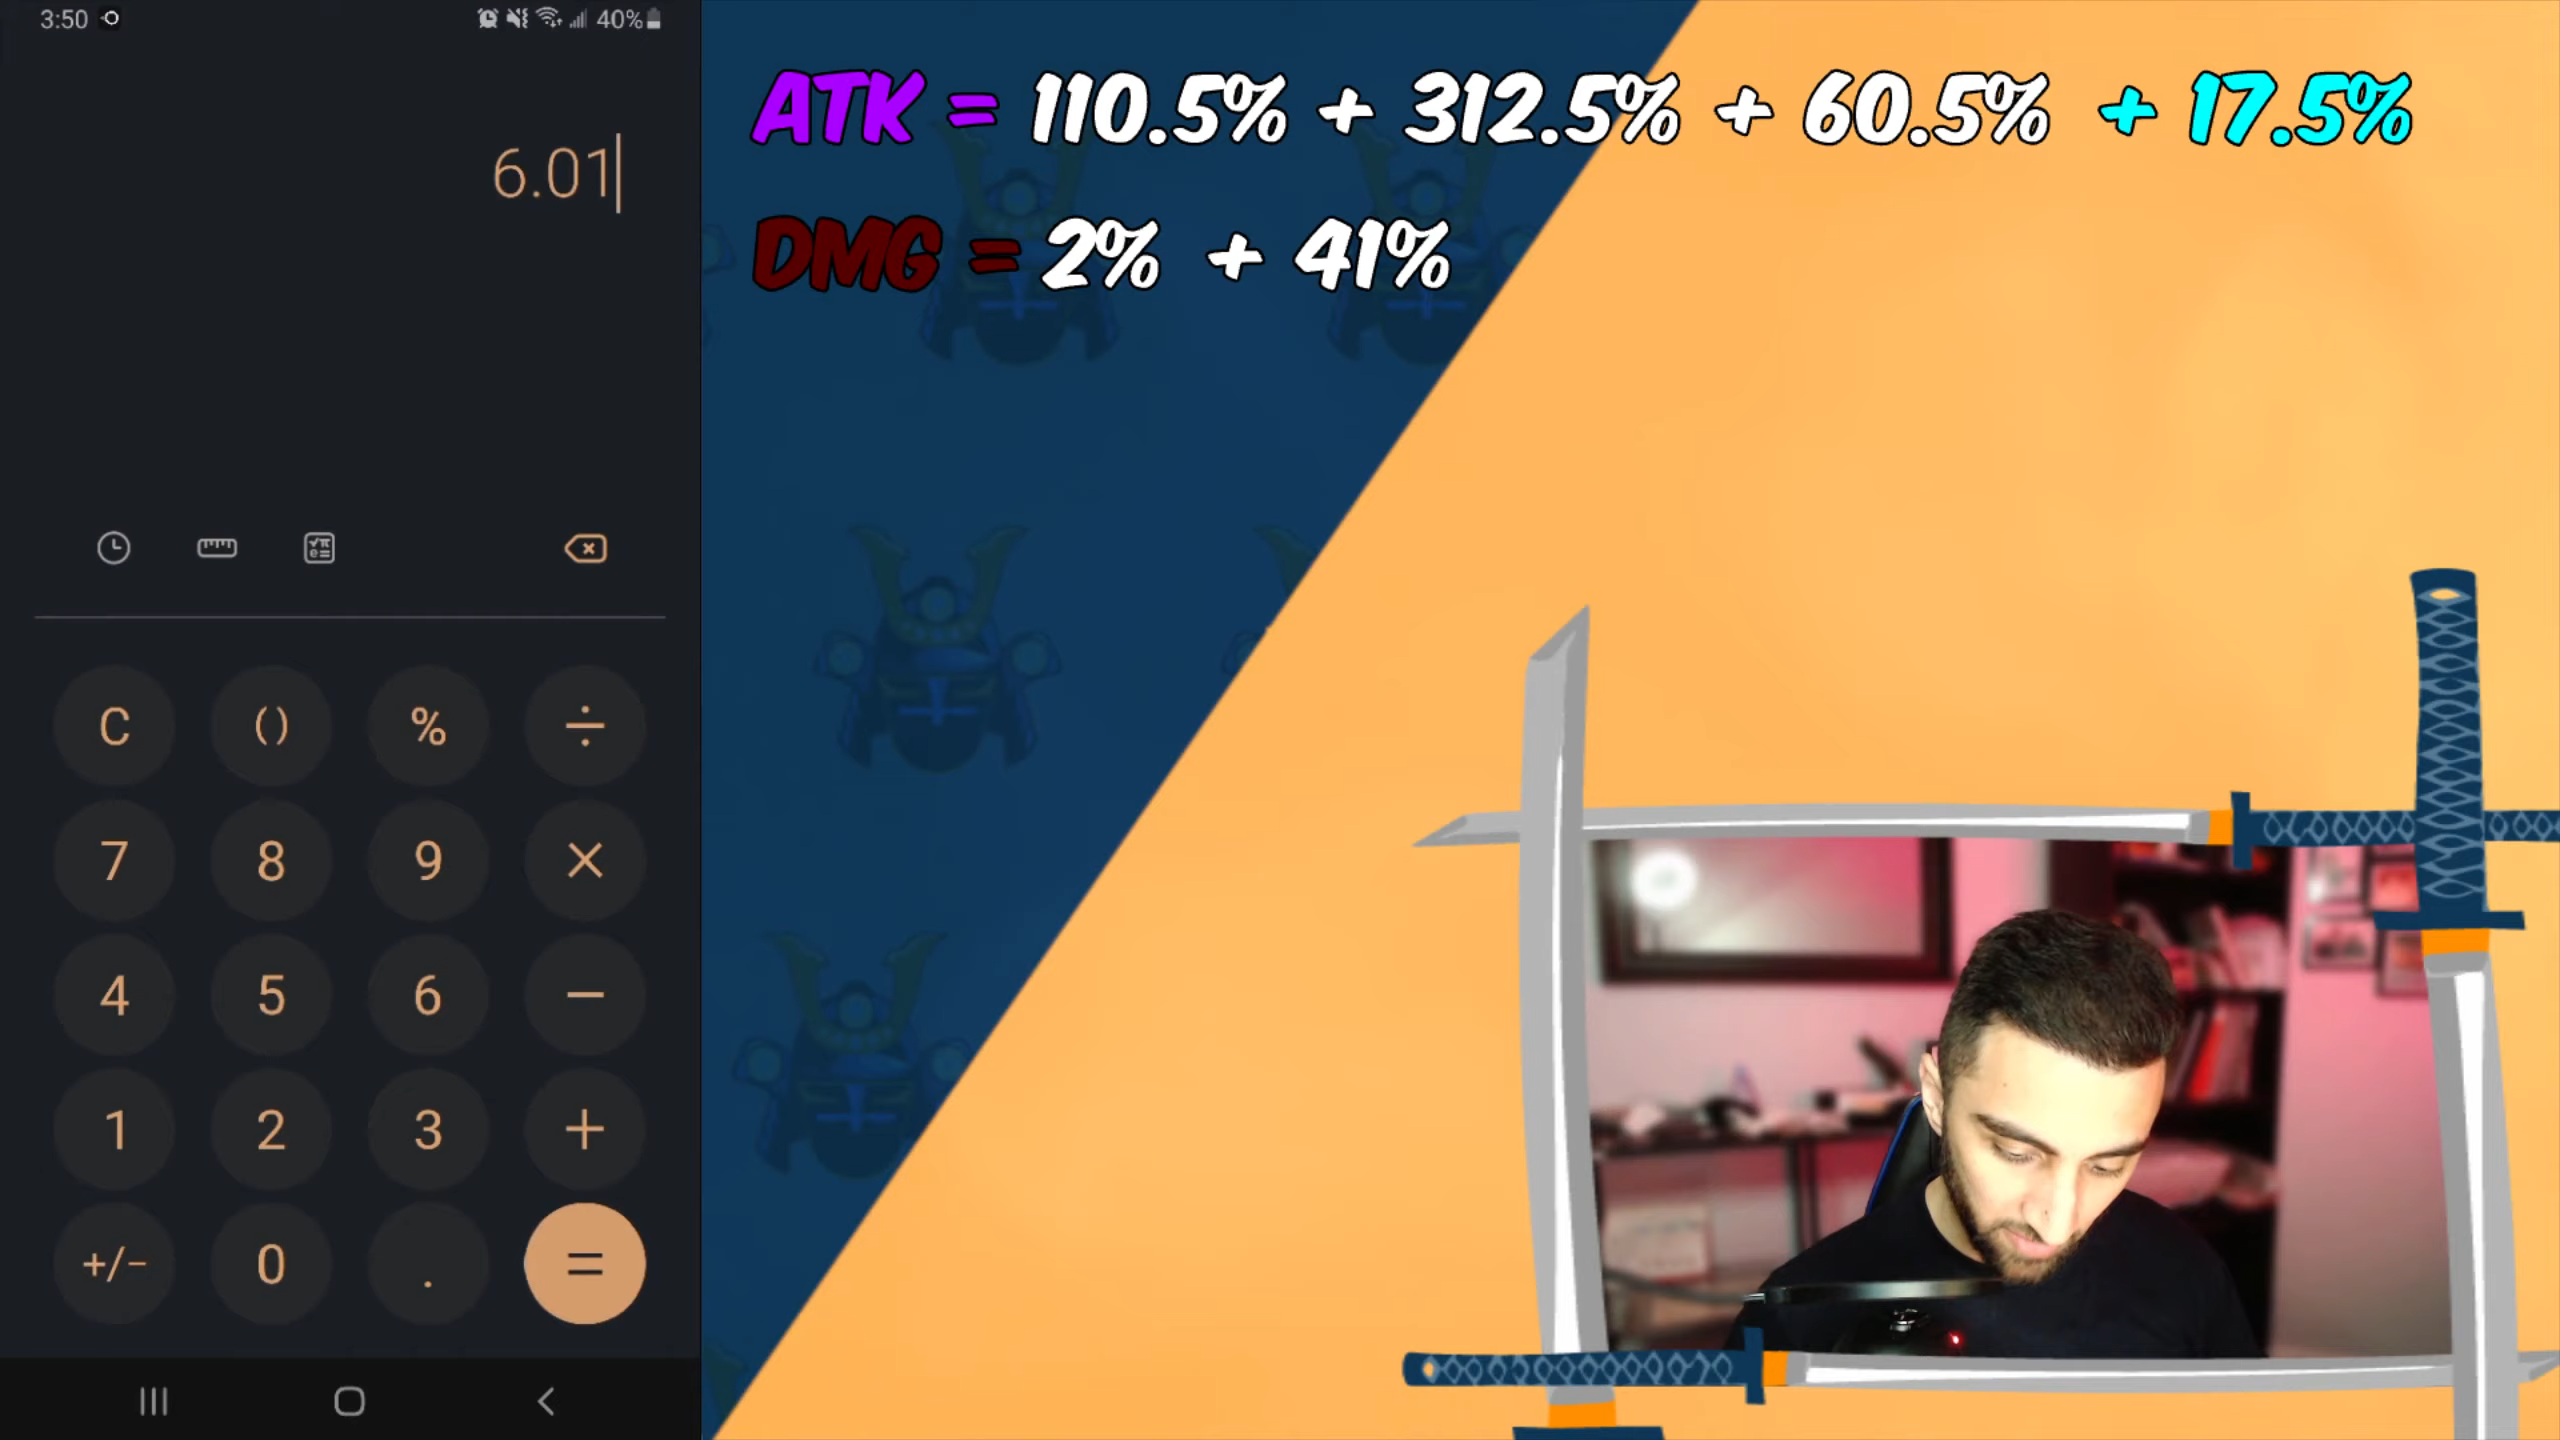 3:50
40%
ATK = 110.5% + 312.5% + 60.5% + 17.5%
DMG = 2% + 41%
6.01
C () % ÷
7 8 9 ×
4 5 6 −
1 2 3 +
+/− 0 . =